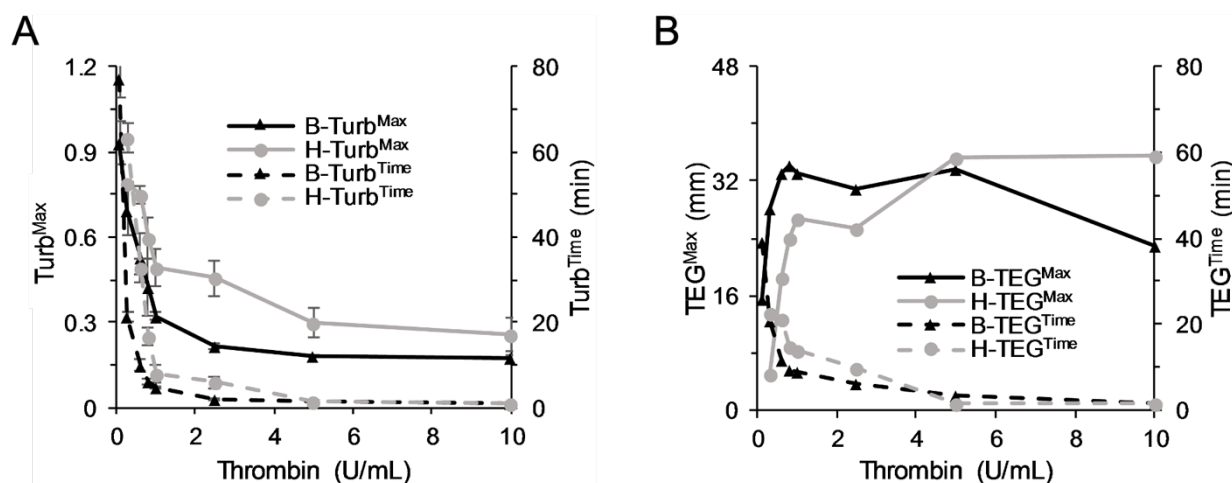 A
B
1.2
0.9
0.6
0.3
0
80
60
40
20
0
Turb^Max
Turb^Time (min)
B-Turb^Max
H-Turb^Max
B-Turb^Time
H-Turb^Time
0 2 4 6 8 10
Thrombin (U/mL)
48
32
16
0
80
60
40
20
0
TEG^Max (mm)
TEG^Time (min)
B-TEG^Max
H-TEG^Max
B-TEG^Time
H-TEG^Time
0 2 4 6 8 10
Thrombin (U/mL)